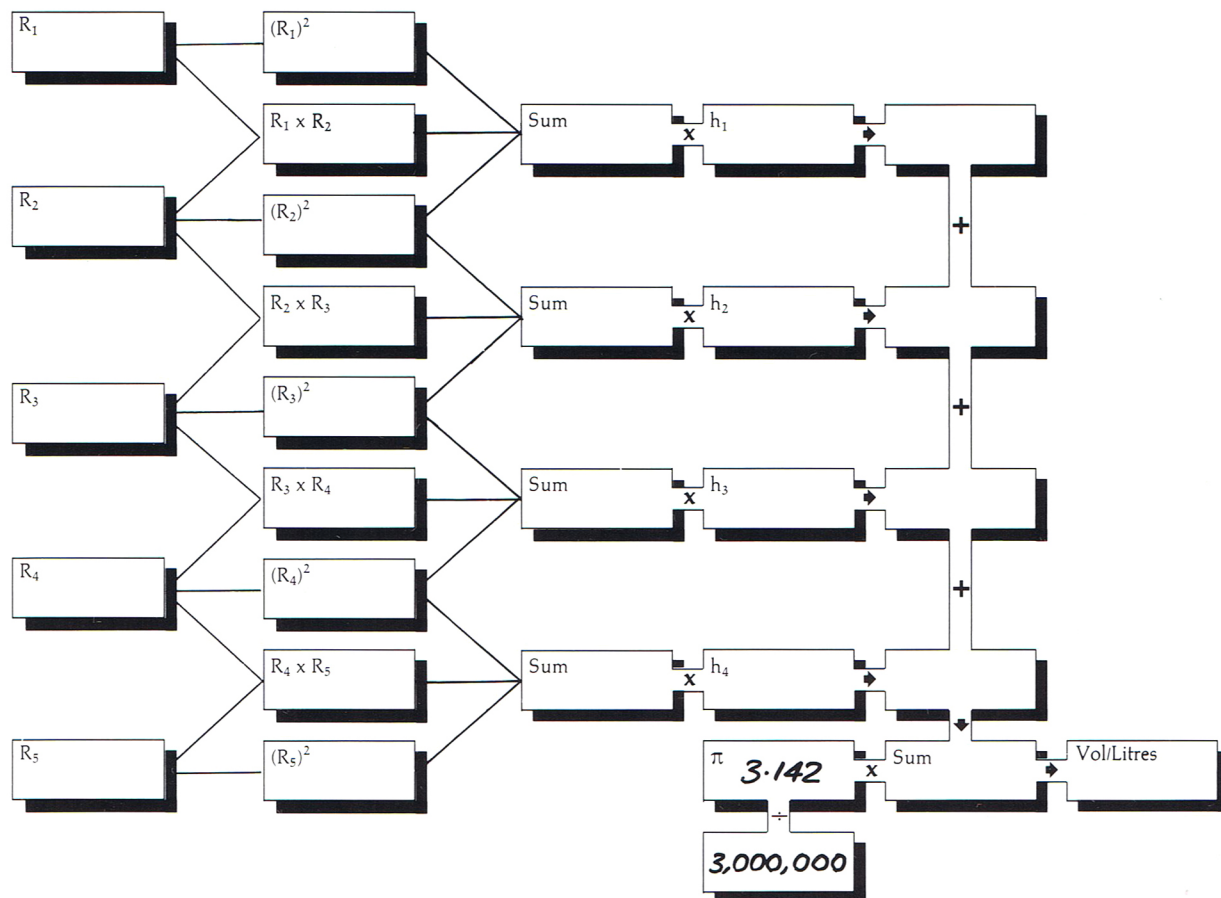 R₁
(R₁)²
R₁ x R₂
Sum
x
h₁
R₂
(R₂)²
+
R₂ x R₃
Sum
x
h₂
R₃
(R₃)²
+
R₃ x R₄
Sum
x
h₃
R₄
(R₄)²
+
R₄ x R₅
Sum
x
h₄
R₅
(R₅)²
π 3.142
x
Sum
Vol/Litres
÷
3,000,000